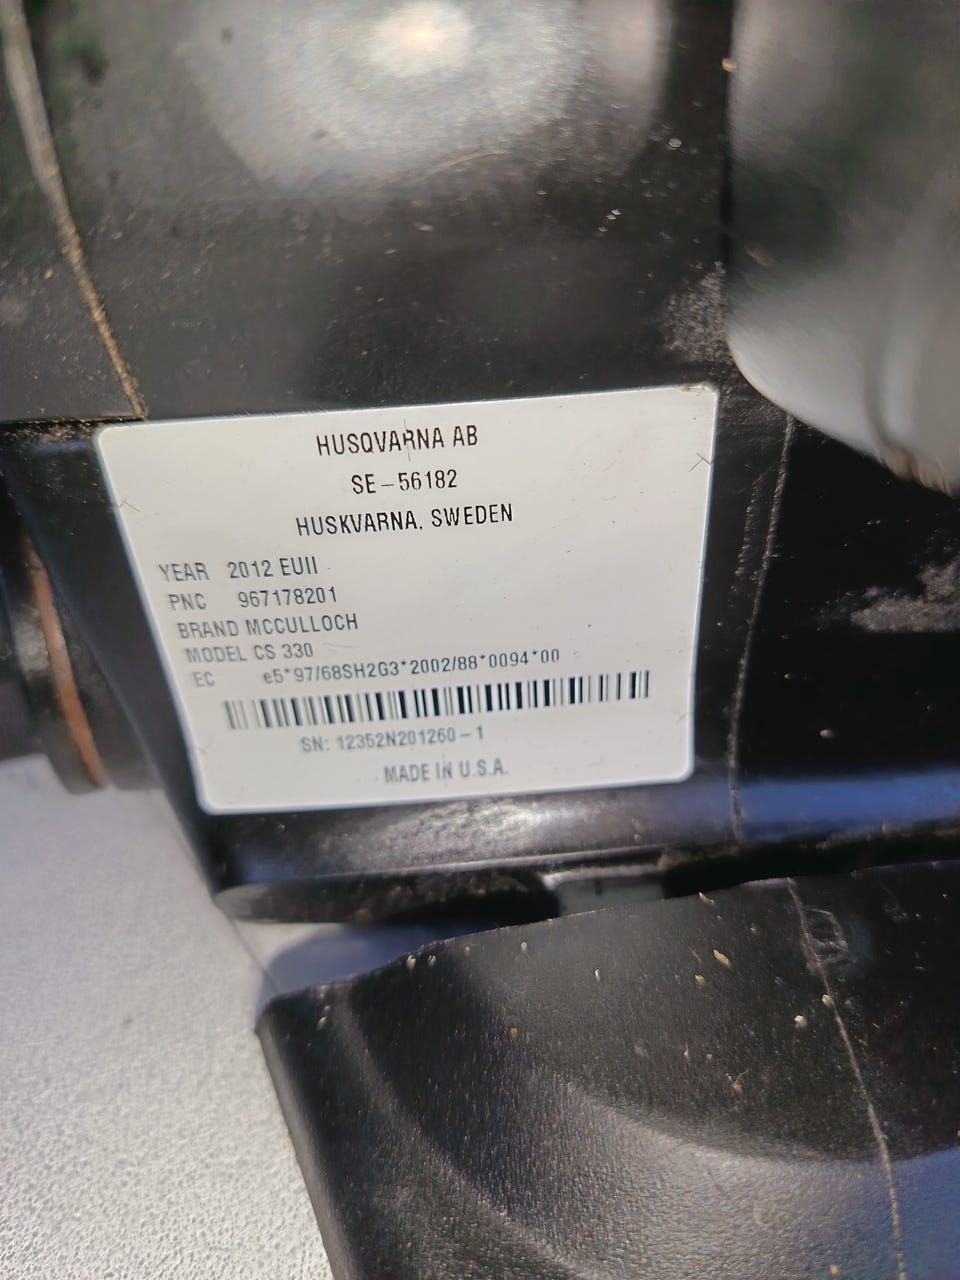 HUSQVARNA AB
SE-56182
HUSKVARNA. SWEDEN
YEAR 2012 EUII
PNC 967178201
BRAND MCCULLOCH
MODEL CS 330
EC e5*97/68SH2G3*2002/88*0094*00
SN: 12352N201260-1
MADE IN U.S.A.